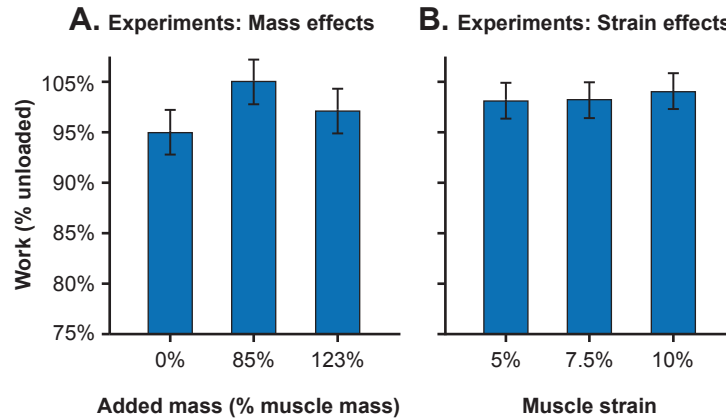 A. Experiments: Mass effects
B. Experiments: Strain effects
Work (% unloaded)
105%
95%
90%
85%
80%
75%
0% 85% 123%
5% 7.5% 10%
Added mass (% muscle mass)
Muscle strain